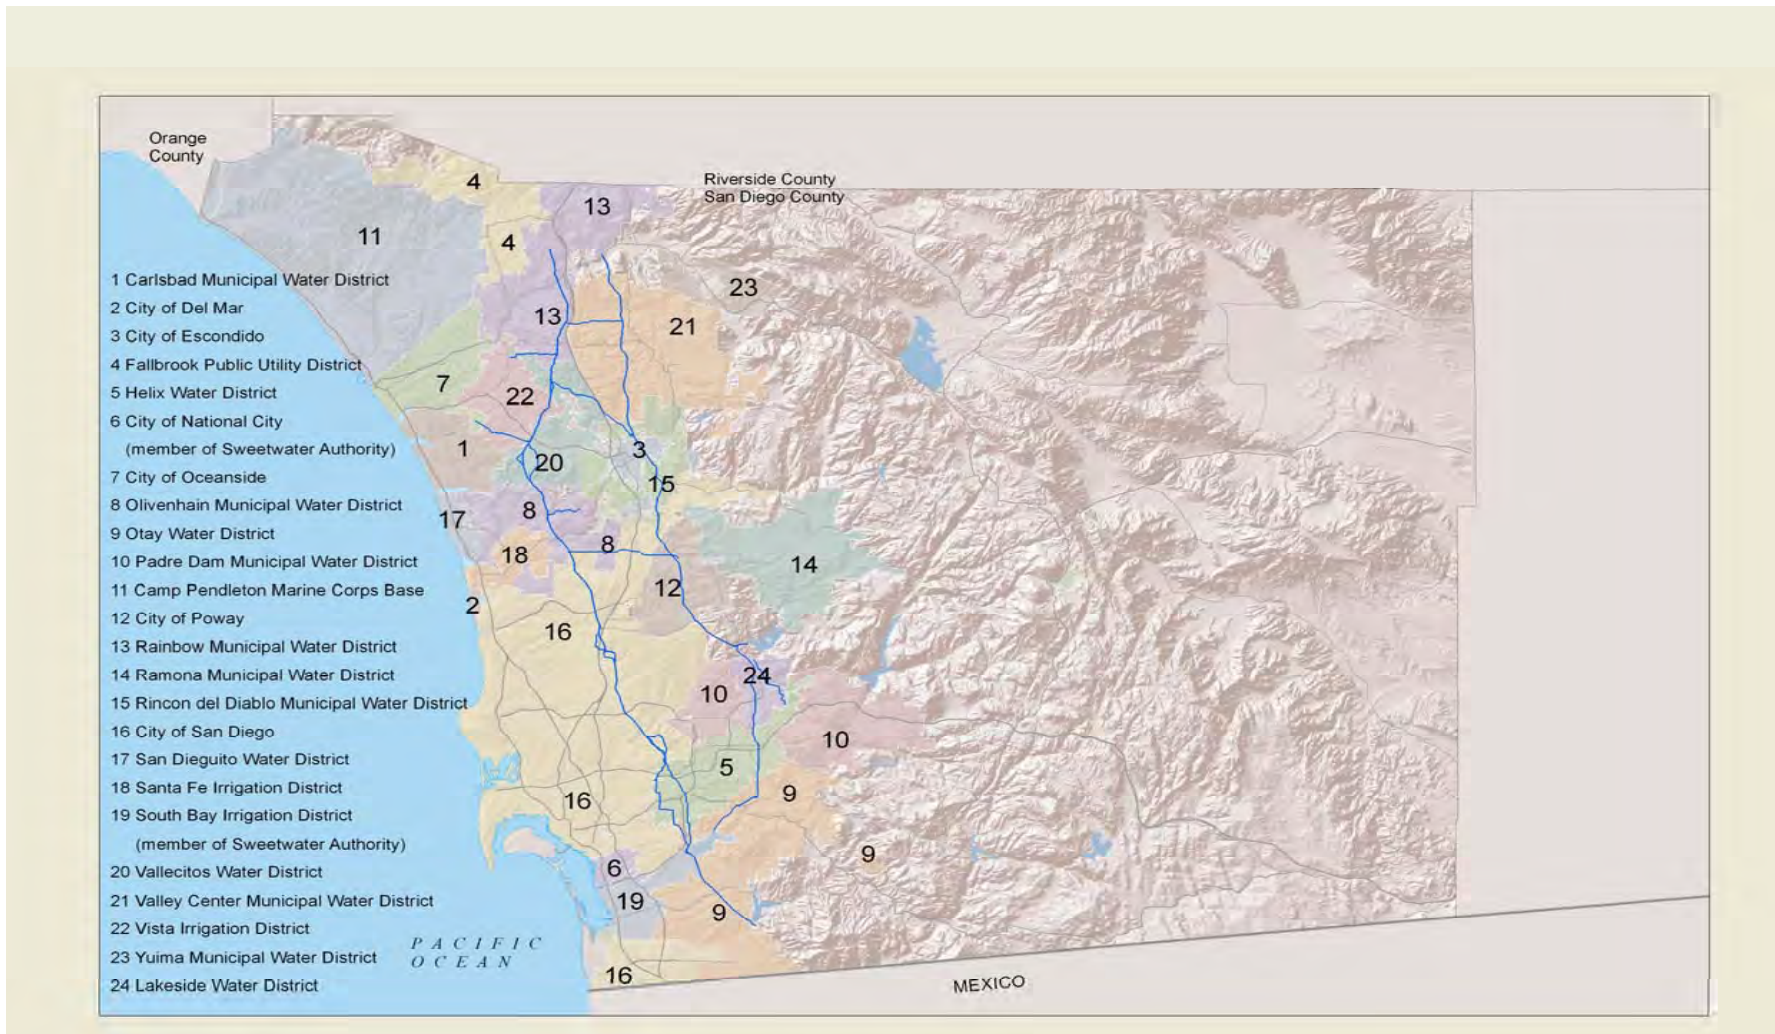 Orange
County
Riverside County
San Diego County
4
13
11
4
23
13
21
7
22
1
3
20
15
17
8
8
18
14
12
2
16
24
10
10
5
9
16
9
6
19
9
16
1 Carlsbad Municipal Water District
2 City of Del Mar
3 City of Escondido
4 Fallbrook Public Utility District
5 Helix Water District
6 City of National City
(member of Sweetwater Authority)
7 City of Oceanside
8 Olivenhain Municipal Water District
9 Otay Water District
10 Padre Dam Municipal Water District
11 Camp Pendleton Marine Corps Base
12 City of Poway
13 Rainbow Municipal Water District
14 Ramona Municipal Water District
15 Rincon del Diablo Municipal Water District
16 City of San Diego
17 San Dieguito Water District
18 Santa Fe Irrigation District
19 South Bay Irrigation District
(member of Sweetwater Authority)
20 Vallecitos Water District
21 Valley Center Municipal Water District
22 Vista Irrigation District
23 Yuima Municipal Water District
24 Lakeside Water District
PACIFIC
OCEAN
MEXICO